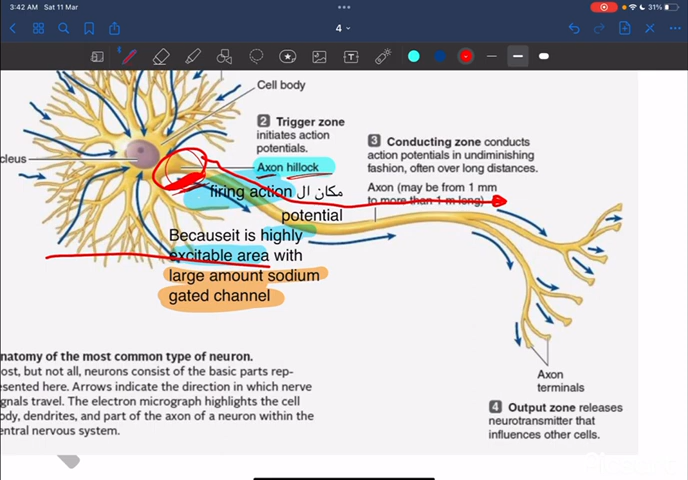 3:42 AM Sat 11 Mar
31%
4
Cell body
2 Trigger zone
initiates action
potentials.
Axon hillock
3 Conducting zone conducts
action potentials in undiminishing
fashion, often over long distances.
Axon (may be from 1 mm
to more than 1 m long)
cleus
مكان ال firing action
potential
Becauseit is highly
excitable area with
large amount sodium
gated channel
Axon
terminals
4 Output zone releases
neurotransmitter that
influences other cells.
natomy of the most common type of neuron.
ost, but not all, neurons consist of the basic parts rep-
esented here. Arrows indicate the direction in which nerve
gnals travel. The electron micrograph highlights the cell
ody, dendrites, and part of the axon of a neuron within the
entral nervous system.